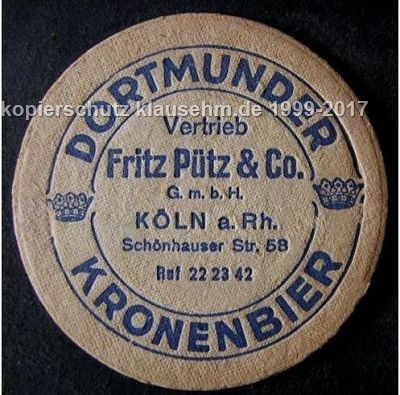 DORTMUNDER
kopierschutz klausehm.de 1999-2017
Vertrieb
Fritz Pütz & Co.
G. m. b. H.
KÖLN a. Rh.
Schönhauser Str. 58
Ruf 22 23 42
KRONENBIER